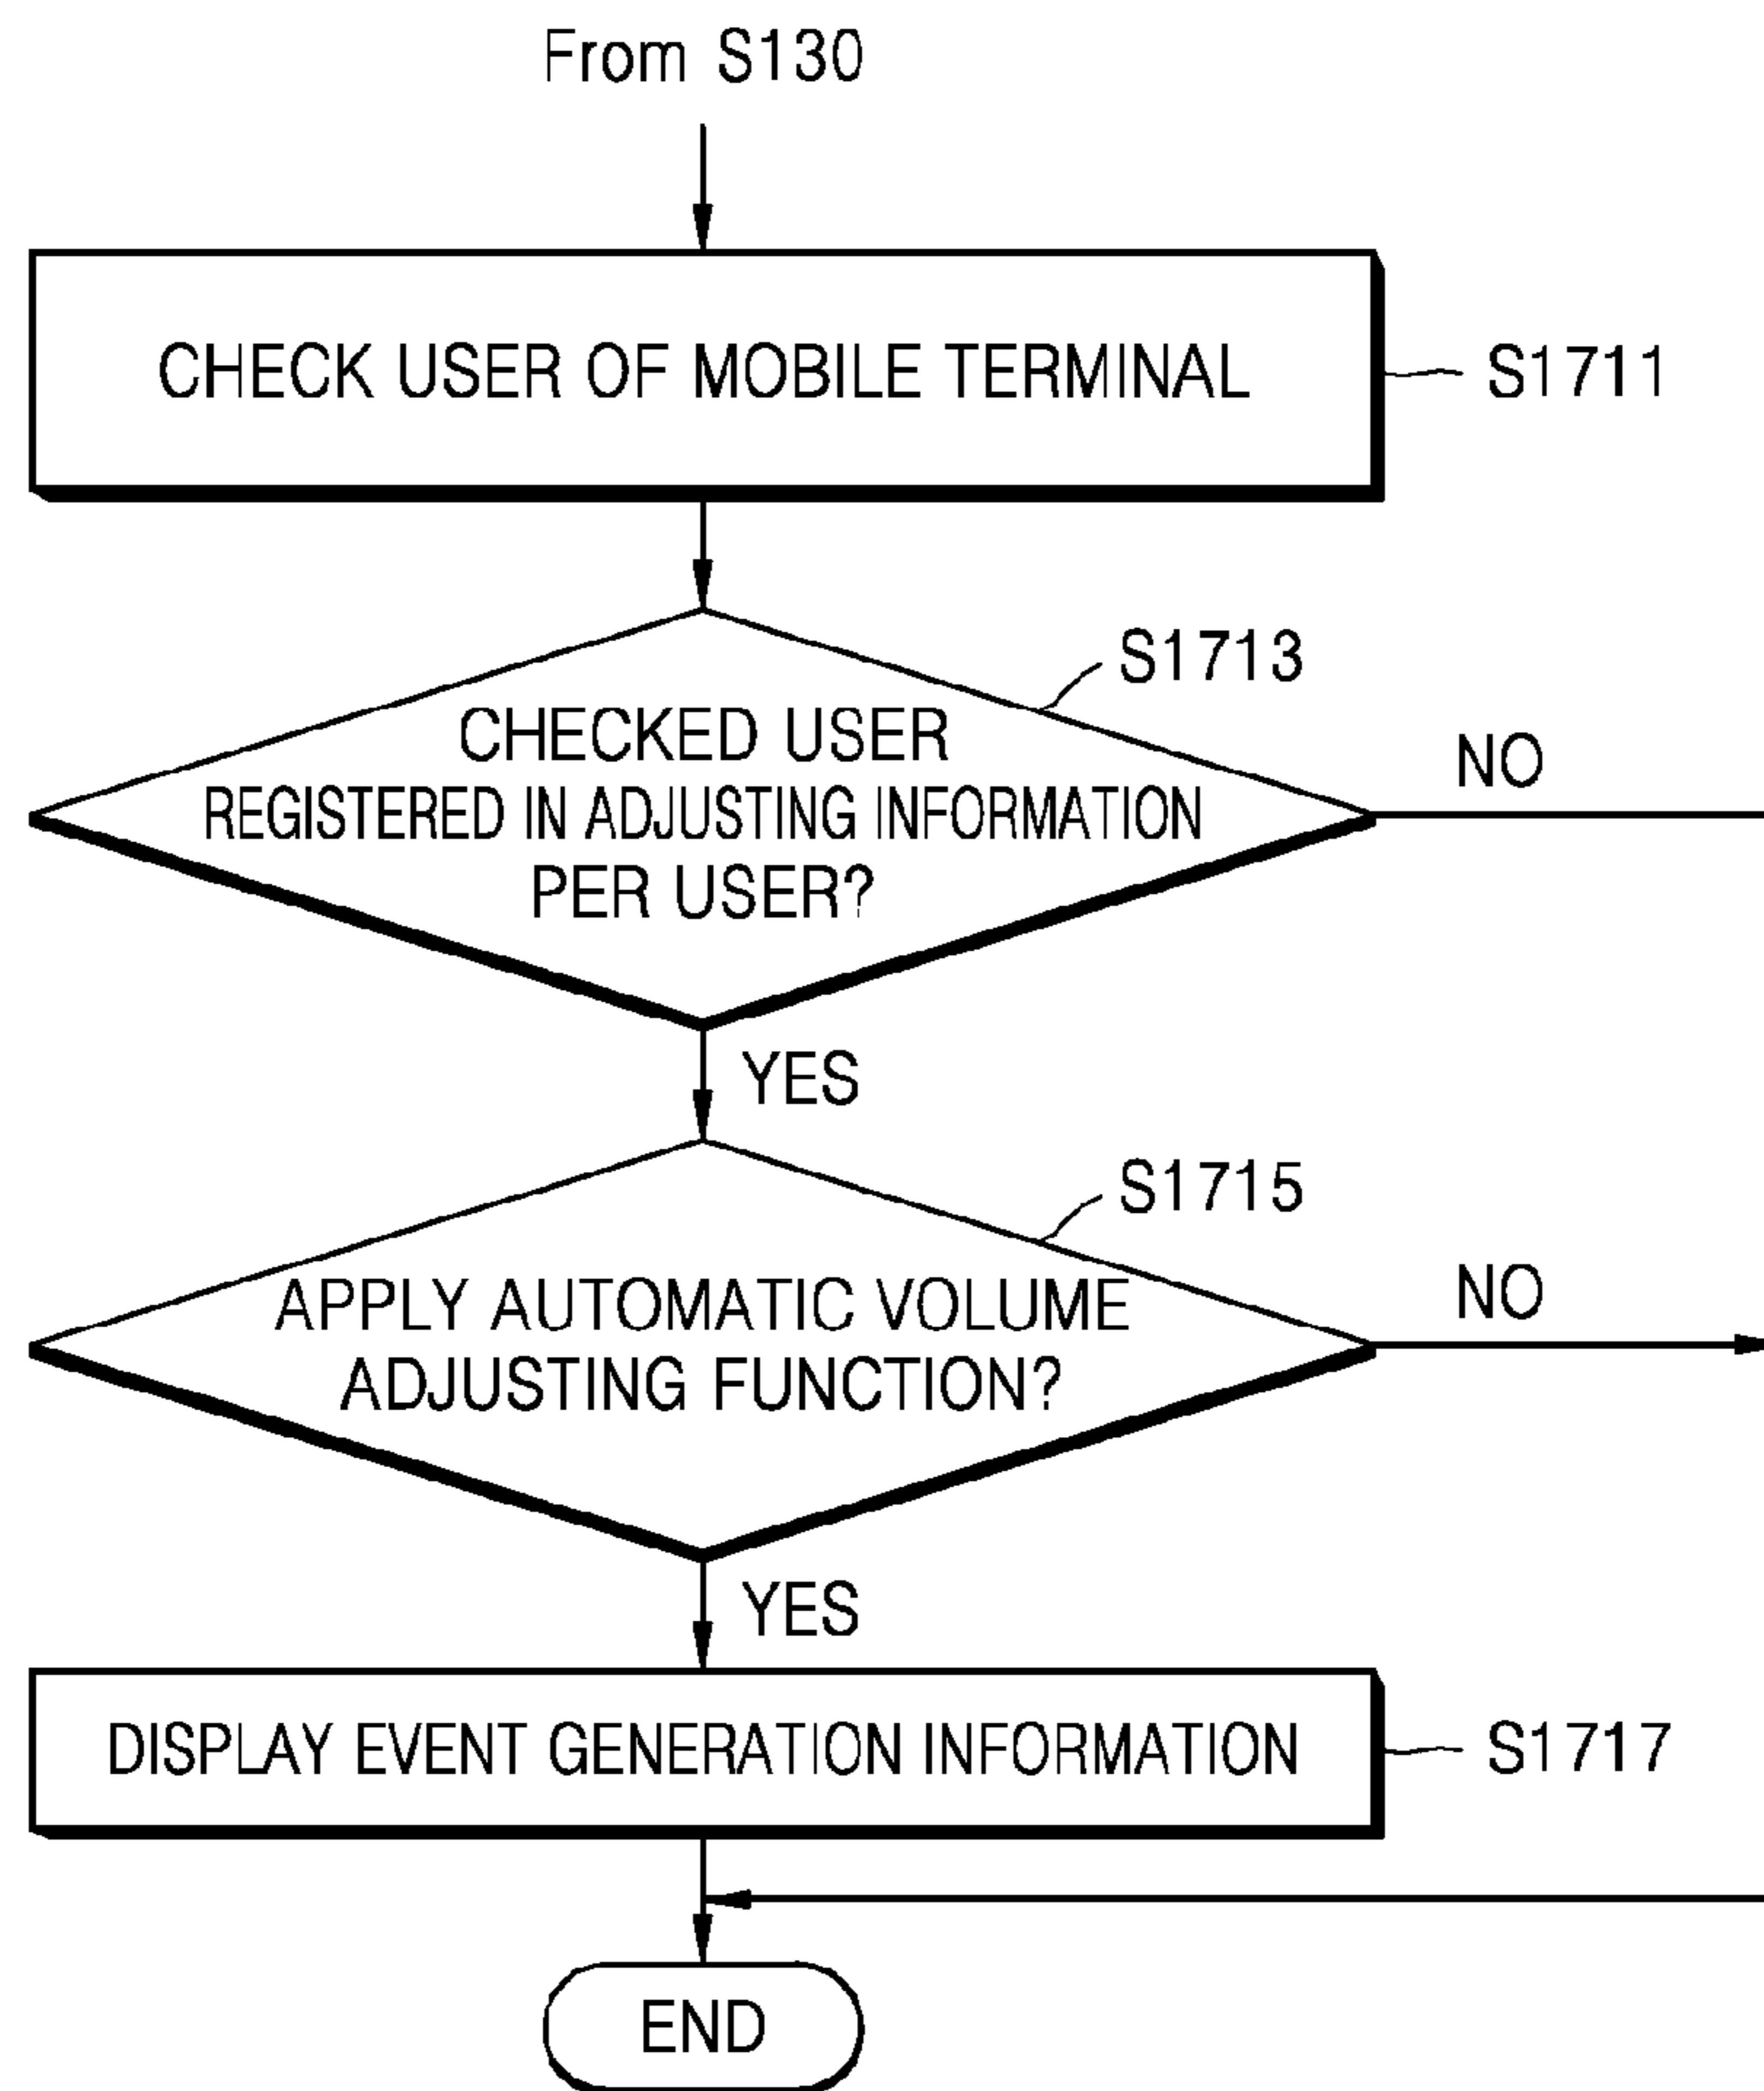 From S130
CHECK USER OF MOBILE TERMINAL
S1711
S1713
CHECKED USER
REGISTERED IN ADJUSTING INFORMATION
PER USER?
NO
YES
S1715
APPLY AUTOMATIC VOLUME
ADJUSTING FUNCTION?
NO
YES
DISPLAY EVENT GENERATION INFORMATION
S1717
END